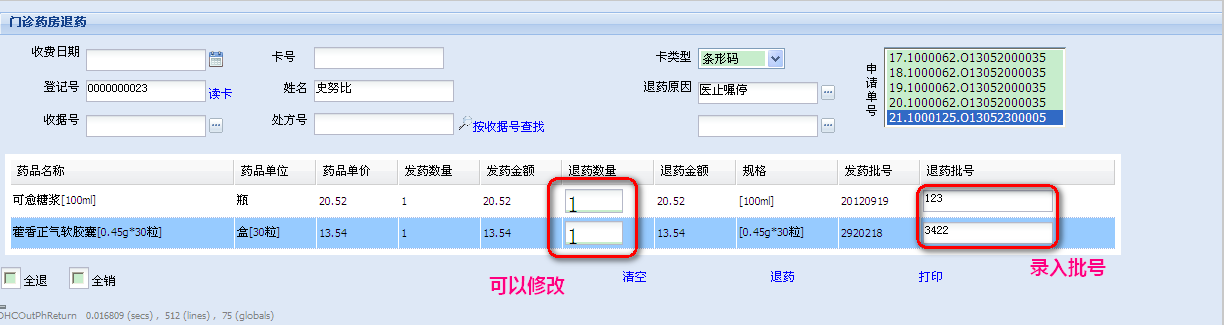 门诊药房退药
收费日期 卡号 卡类型 条形码
登记号 0000000023 读卡 姓名 史努比 退药原因 医止嘱停
收据号 处方号 按收据号查找
申请单号
17.1000062.O13052000035
18.1000062.O13052000035
19.1000062.O13052000035
20.1000062.O13052000035
21.1000125.O13052300005
药品名称 药品单位 药品单价 发药数量 发药金额 退药数量 退药金额 规格 发药批号 退药批号
可愈糖浆[100ml] 瓶 20.52 1 20.52 1 20.52 [100ml] 20120919 123
藿香正气软胶囊[0.45g*30粒] 盒[30粒] 13.54 1 13.54 1 13.54 [0.45g*30粒] 2920218 3422
可以修改 录入批号
全退 全销 清空 退药 打印
DHCOutPhReturn 0.016809 (secs) , 512 (lines) , 75 (globals)